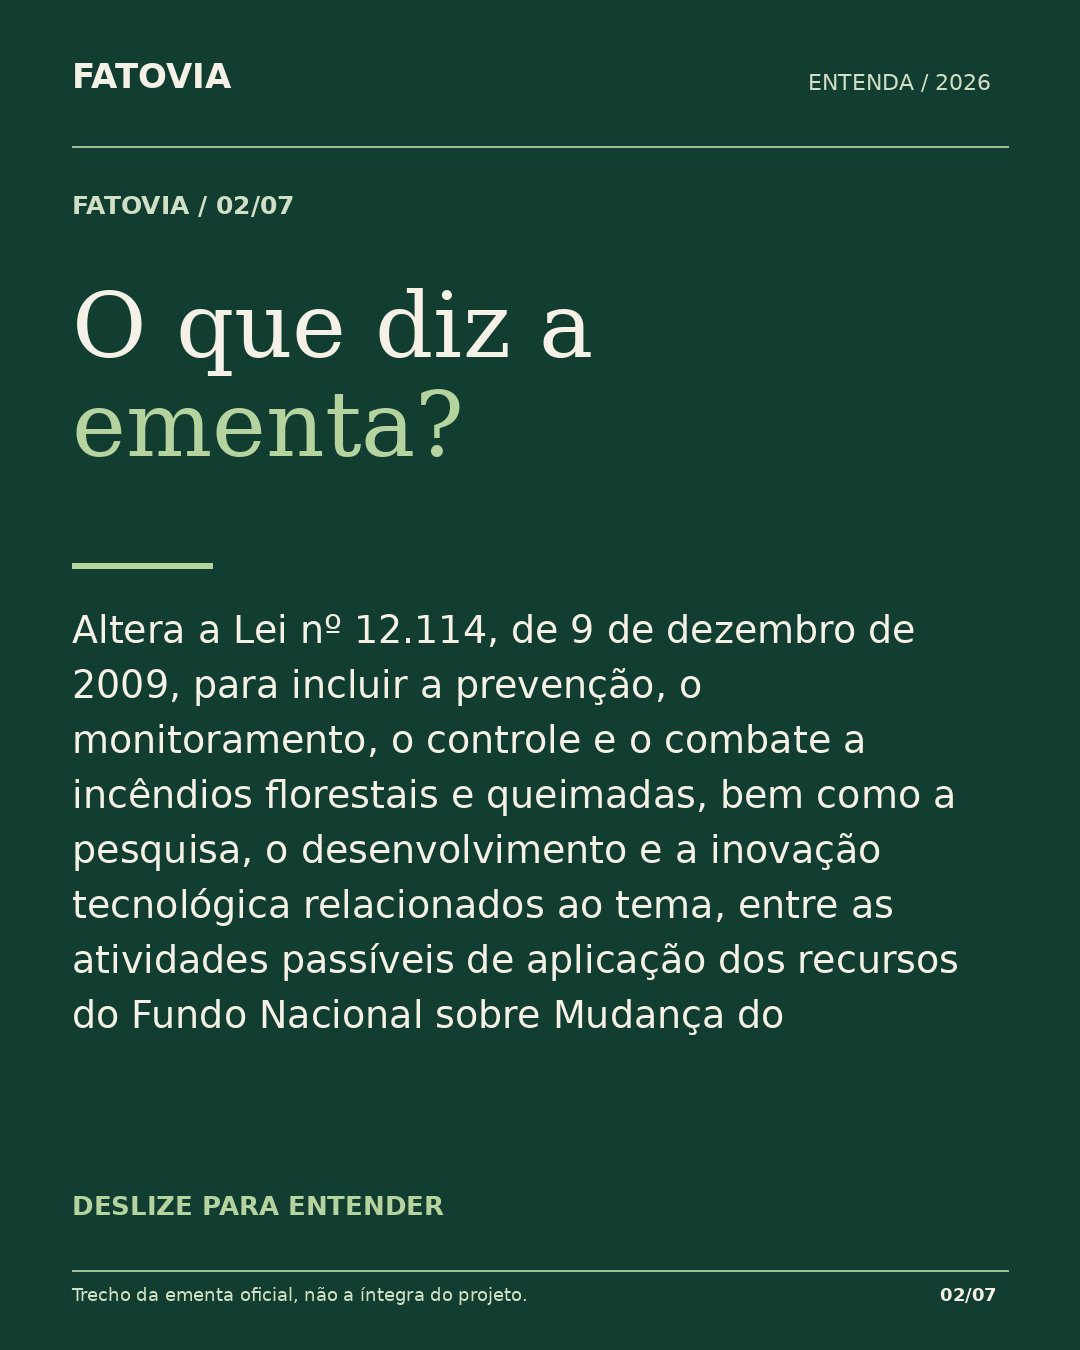 FATOVIA
ENTENDA / 2026
FATOVIA / 02/07
O que diz a
ementa?
Altera a Lei nº 12.114, de 9 de dezembro de
2009, para incluir a prevenção, o
monitoramento, o controle e o combate a
incêndios florestais e queimadas, bem como a
pesquisa, o desenvolvimento e a inovação
tecnológica relacionados ao tema, entre as
atividades passíveis de aplicação dos recursos
do Fundo Nacional sobre Mudança do
DESLIZE PARA ENTENDER
Trecho da ementa oficial, não a íntegra do projeto.
02/07